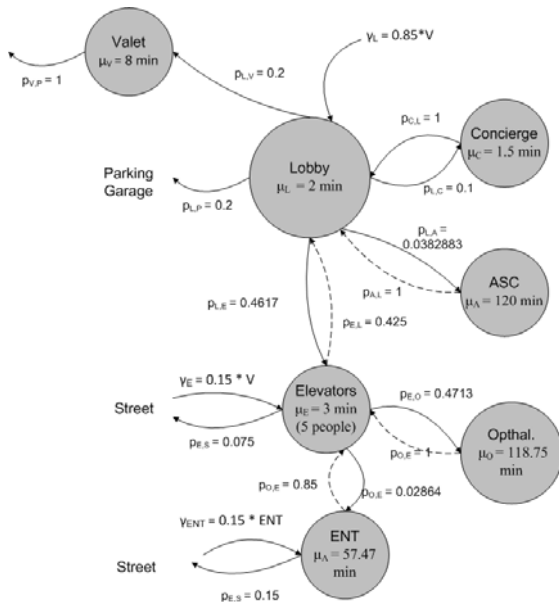 Valet
μV = 8 min
pV,P = 1
pL,V = 0.2
γL = 0.85*V
pC,L = 1
Concierge
μC = 1.5 min
Lobby
μL = 2 min
Parking
Garage
pL,P = 0.2
pL,C = 0.1
pL,A =
0.0382883
ASC
μA = 120 min
pA,L = 1
pL,E = 0.4617
pE,L = 0.425
γE = 0.15 * V
Street
pE,S = 0.075
Elevators
μE = 3 min
(5 people)
pE,O = 0.4713
Opthal.
μO = 118.75
min
pO,E = 1
pO,E = 0.85
pO,E = 0.02864
γENT = 0.15 * ENT
ENT
μA = 57.47
min
Street
pE,S = 0.15